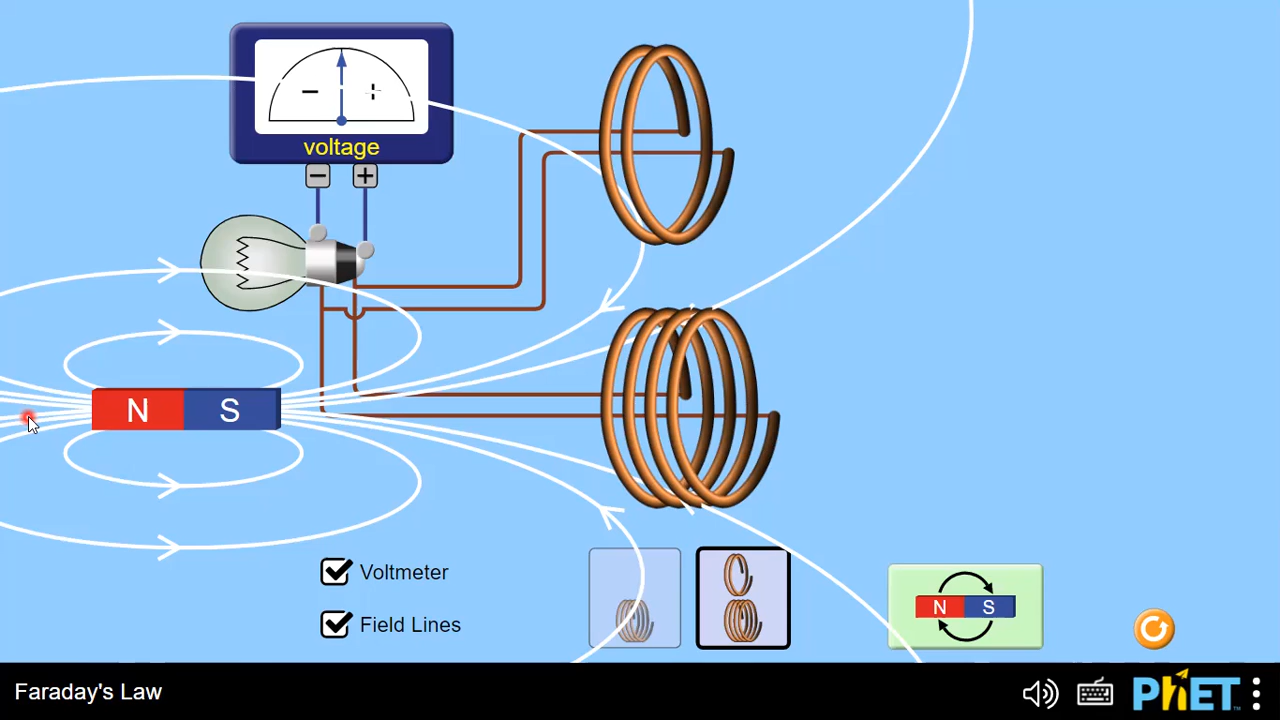 − +
voltage
− +
N S
Voltmeter
Field Lines
N S
Faraday's Law
PhET